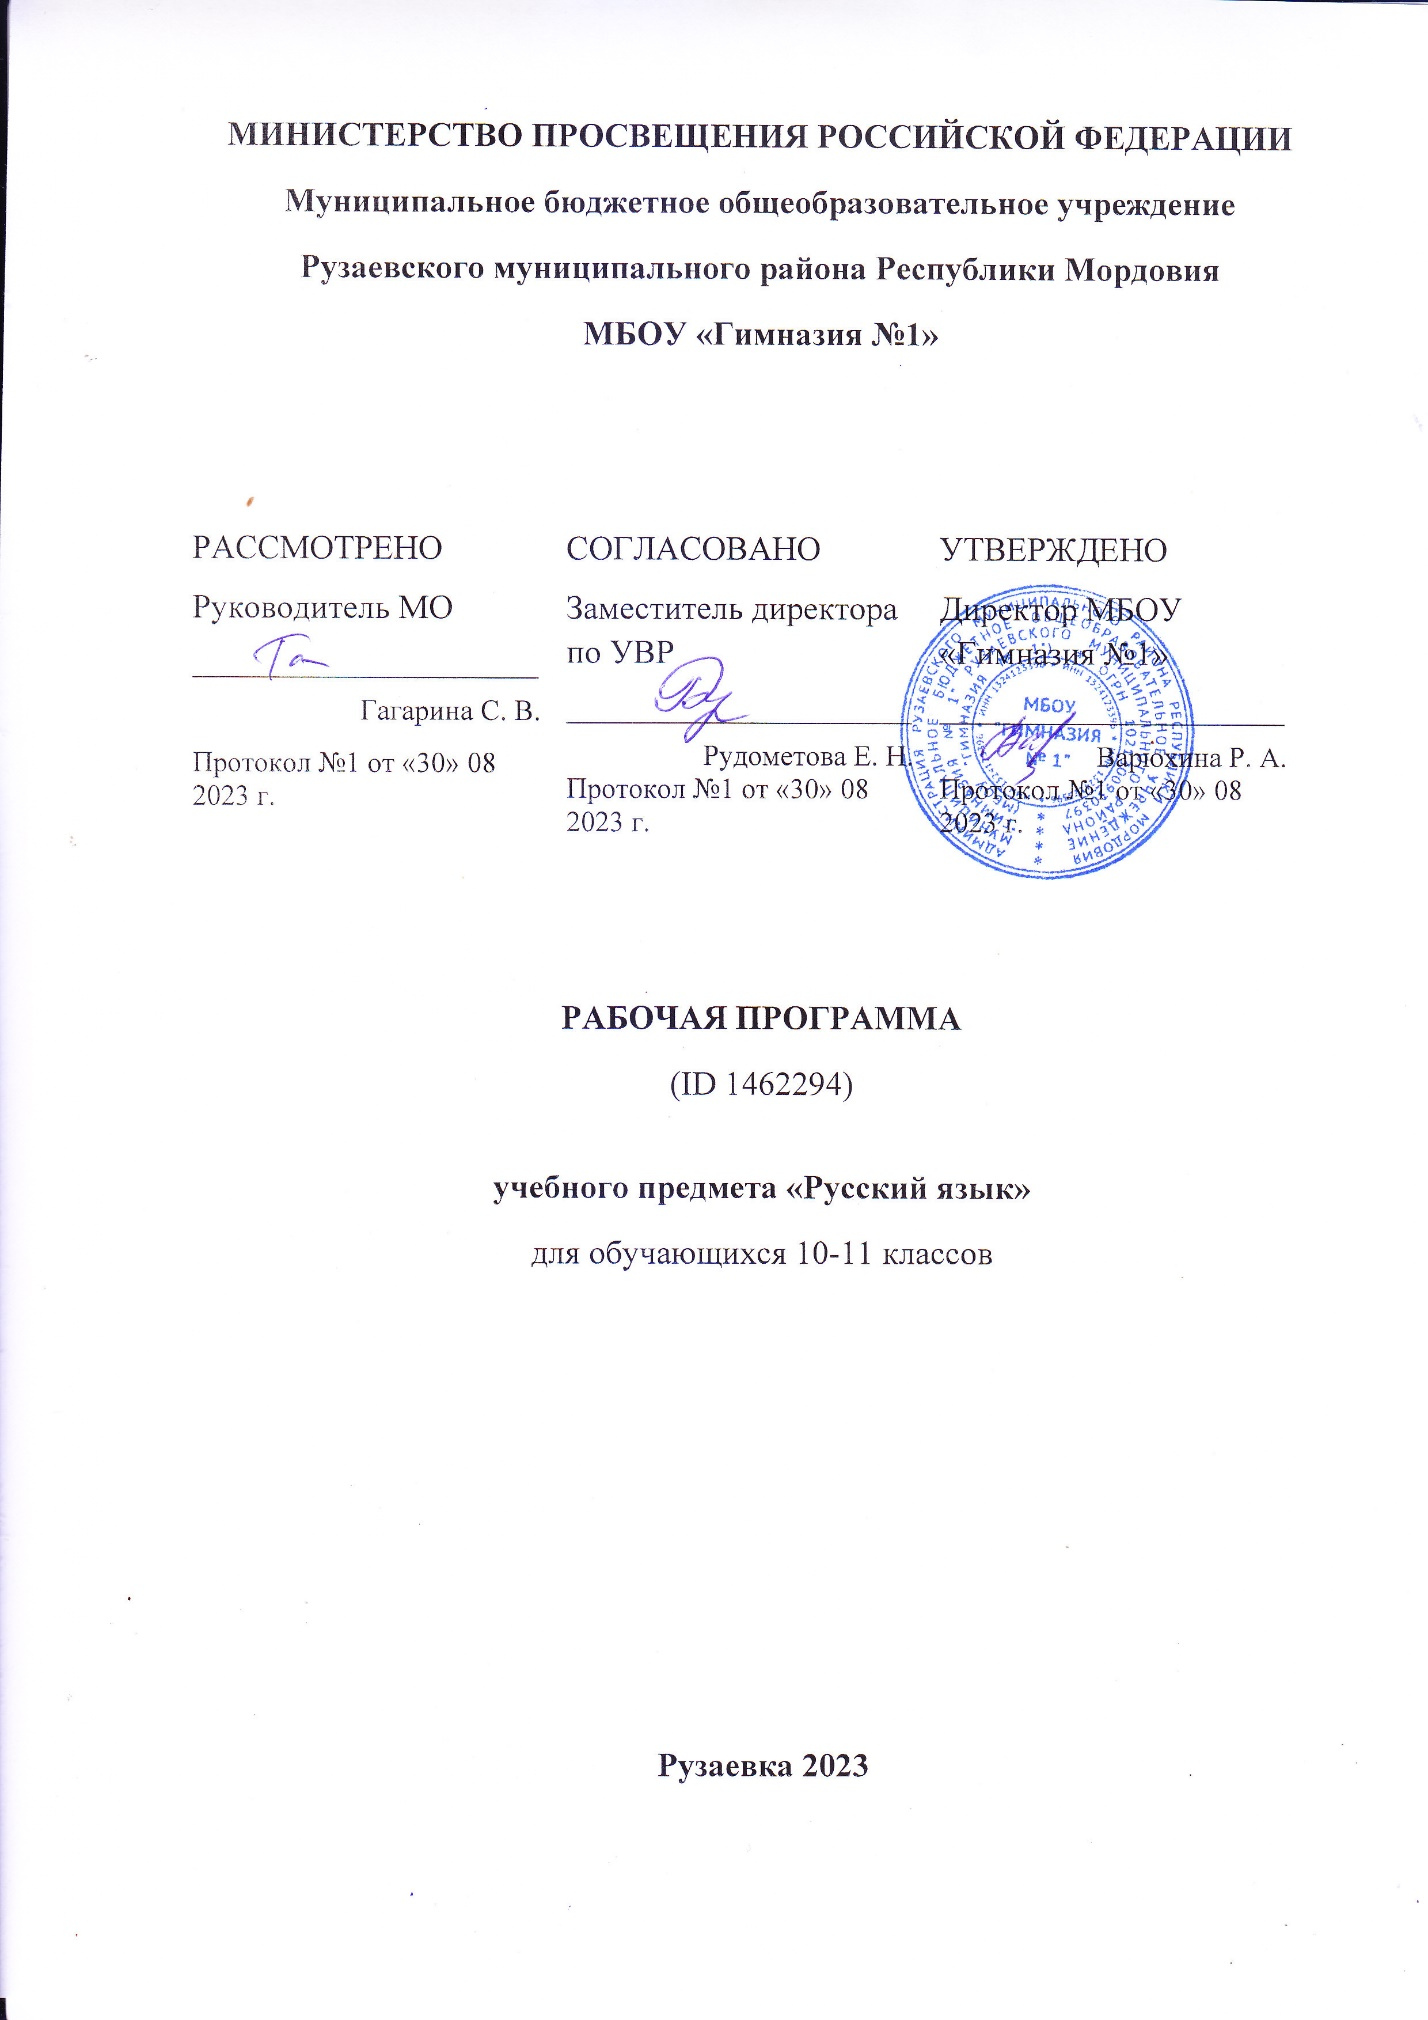 МИНИСТЕРСТВО ПРОСВЕЩЕНИЯ РОССИЙСКОЙ ФЕДЕРАЦИИ
Муниципальное бюджетное общеобразовательное учреждение
Рузаевского муниципального района Республики Мордовия
МБОУ «Гимназия №1»
РАССМОТРЕНО
Руководитель МО
Гагарина С. В.
Протокол №1 от «30» 08
2023 г.
СОГЛАСОВАНО
Заместитель директора
по УВР
Рудометова Е. Н.
Протокол №1 от «30» 08
2023 г.
УТВЕРЖДЕНО
Директор МБОУ
«Гимназия №1»
Варюхина Р. А.
Протокол №1 от «30» 08
2023 г.
МБОУ
"ГИМНАЗИЯ
№ 1"
РАБОЧАЯ ПРОГРАММА
(ID 1462294)
учебного предмета «Русский язык»
для обучающихся 10-11 классов
Рузаевка 2023